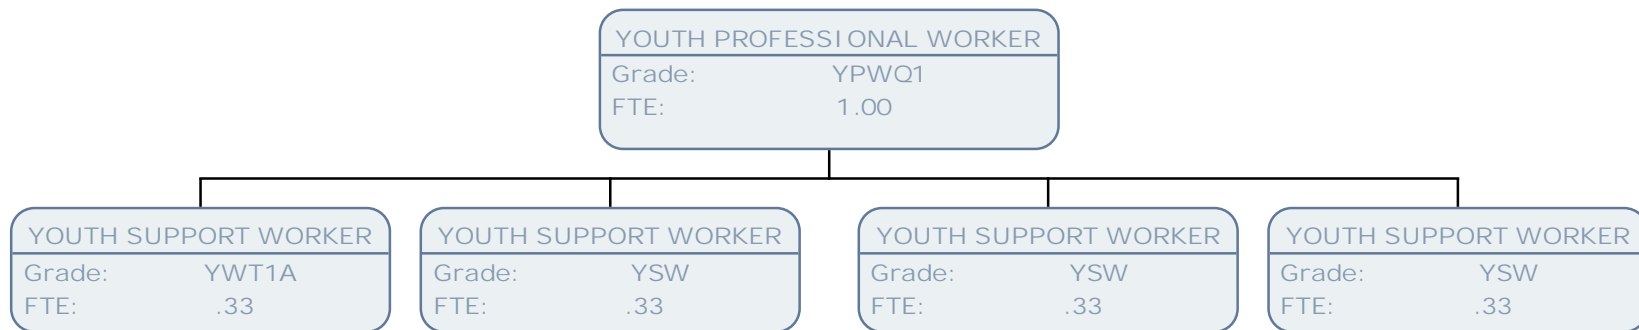 YOUTH PROFESSIONAL WORKER
Grade: YPWQ1
FTE: 1.00
YOUTH SUPPORT WORKER
Grade: YWT1A
FTE: .33
YOUTH SUPPORT WORKER
Grade: YSW
FTE: .33
YOUTH SUPPORT WORKER
Grade: YSW
FTE: .33
YOUTH SUPPORT WORKER
Grade: YSW
FTE: .33